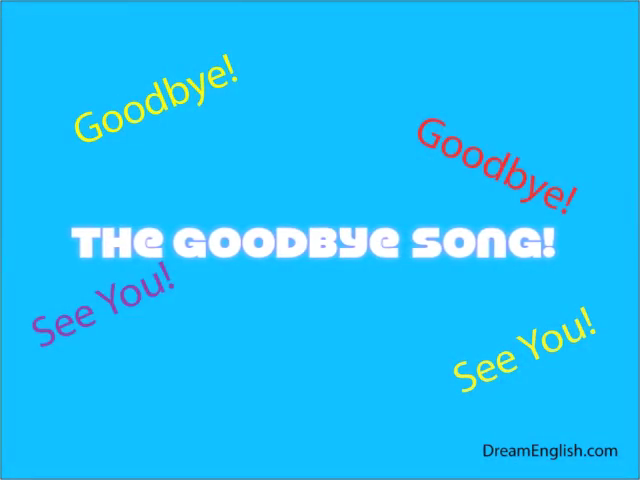 Goodbye!
Goodbye!
THe GOODBYe SONG!
See You!
See You!
DreamEnglish.com